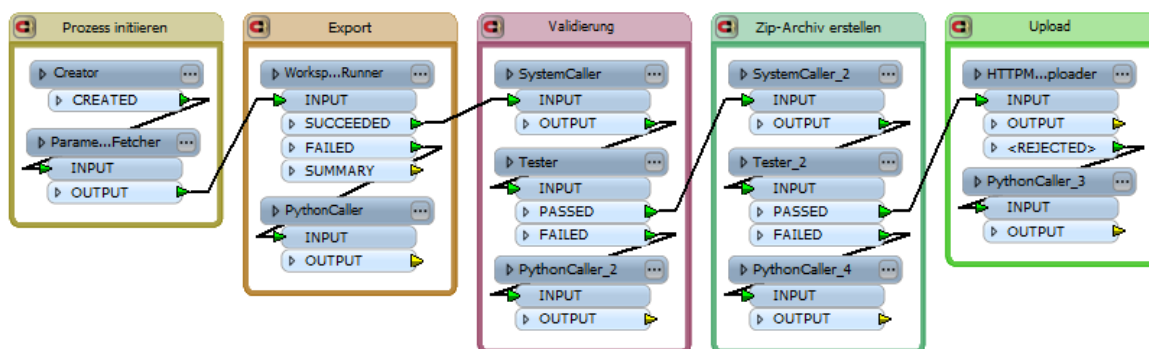 Prozess initiieren
Creator
CREATED
Parame...Fetcher
INPUT
OUTPUT
Export
Worksp...Runner
INPUT
SUCCEEDED
FAILED
SUMMARY
PythonCaller
INPUT
OUTPUT
Validierung
SystemCaller
INPUT
OUTPUT
Tester
INPUT
PASSED
FAILED
PythonCaller_2
INPUT
OUTPUT
Zip-Archiv erstellen
SystemCaller_2
INPUT
OUTPUT
Tester_2
INPUT
PASSED
FAILED
PythonCaller_4
INPUT
OUTPUT
Upload
HTTPM...ploader
INPUT
OUTPUT
<REJECTED>
PythonCaller_3
INPUT
OUTPUT